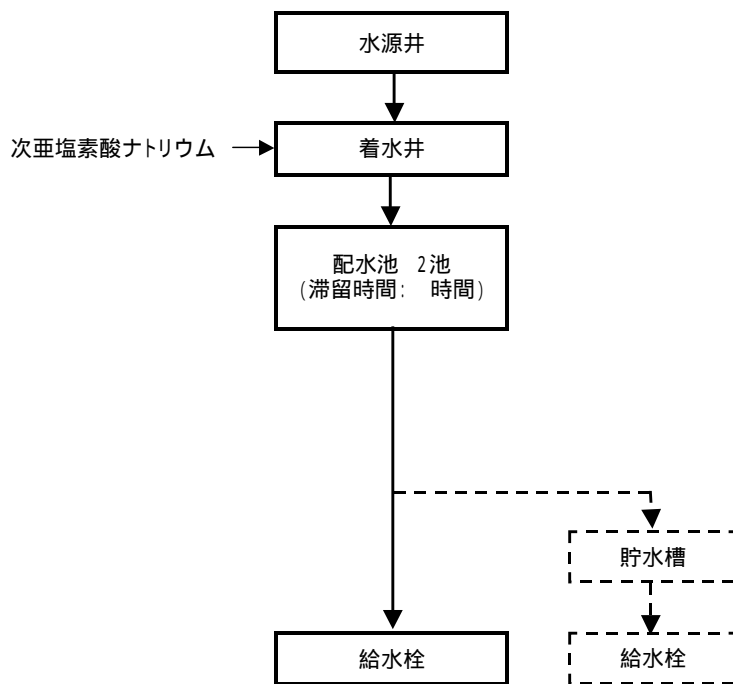 水源井
次亜塩素酸ナトリウム
着水井
配水池 2池
(滞留時間: 時間)
貯水槽
給水栓
給水栓